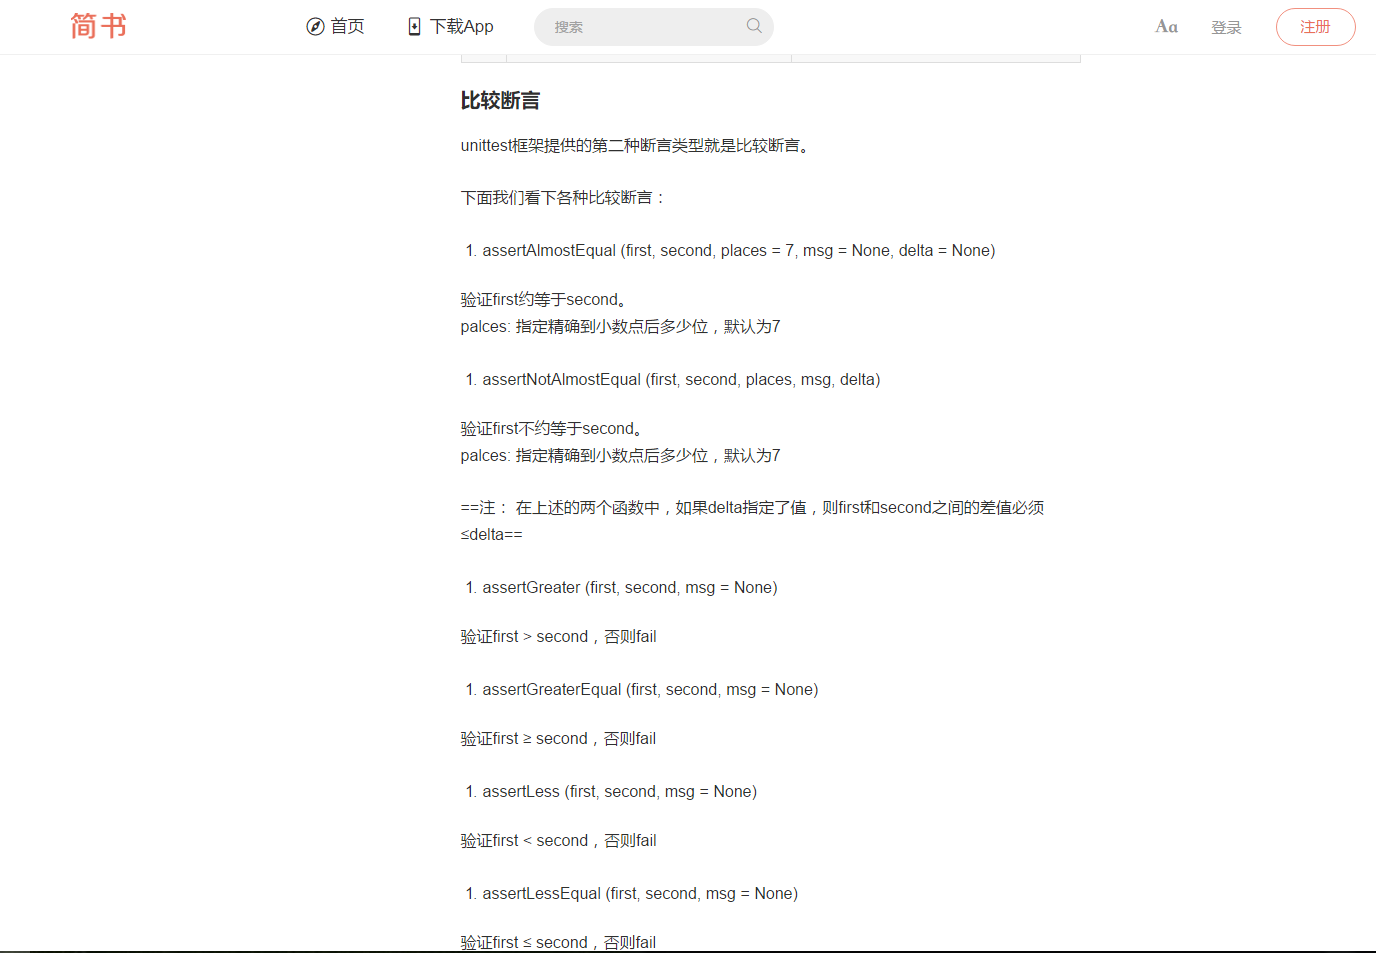 简书
首页
下载App
搜索
Aa
登录
注册
比较断言
unittest框架提供的第二种断言类型就是比较断言。
下面我们看下各种比较断言：
1. assertAlmostEqual (first, second, places = 7, msg = None, delta = None)
验证first约等于second。
palces: 指定精确到小数点后多少位，默认为7
1. assertNotAlmostEqual (first, second, places, msg, delta)
验证first不约等于second。
palces: 指定精确到小数点后多少位，默认为7
==注： 在上述的两个函数中，如果delta指定了值，则first和second之间的差值必须
≤delta==
1. assertGreater (first, second, msg = None)
验证first > second，否则fail
1. assertGreaterEqual (first, second, msg = None)
验证first ≥ second，否则fail
1. assertLess (first, second, msg = None)
验证first < second，否则fail
1. assertLessEqual (first, second, msg = None)
验证first ≤ second，否则fail